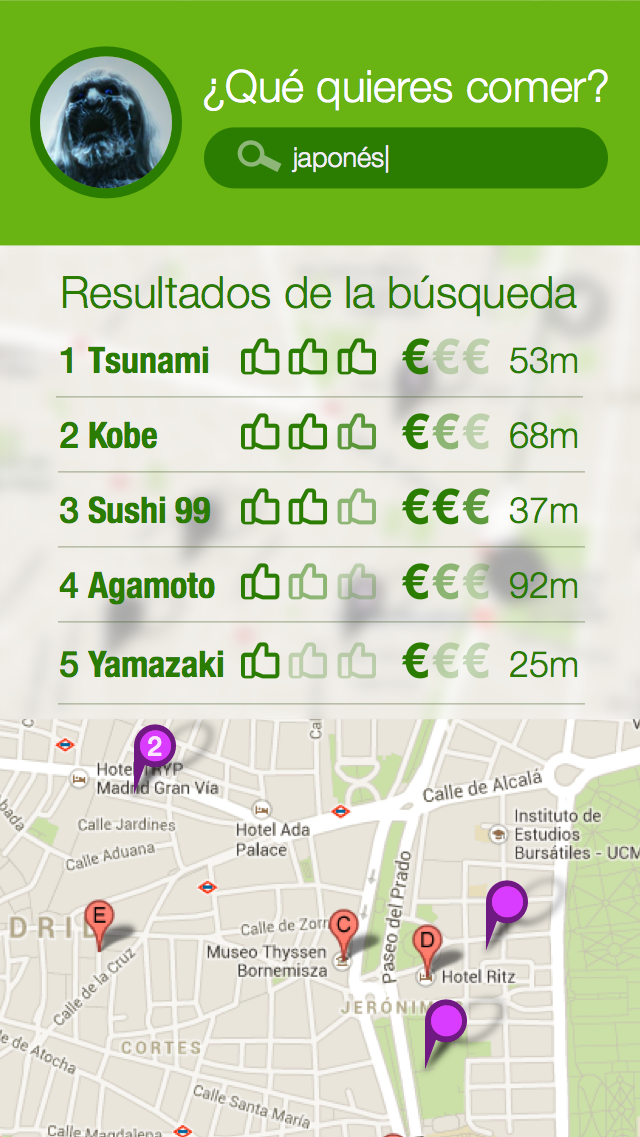 ¿Qué quieres comer?
japonés
Resultados de la búsqueda
1 Tsunami €€€ 53m
2 Kobe €€€ 68m
3 Sushi 99 €€€ 37m
4 Agamoto €€€ 92m
5 Yamazaki €€€ 25m
2
Hotel TRYP
Madrid Gran Vía
Calle de Alcalá
Calle Jardines
Hotel Ada
Palace
Instituto de
Estudios
Bursátiles - UCM
Calle Aduana
Paseo del Prado
E
C
D
DRI
Calle de Zorr
Museo Thyssen
Bornemisza
Hotel Ritz
Calle de la Cruz
JERÓNIM
CORTES
le de Atocha
Calle Santa María
Calle Magdalena